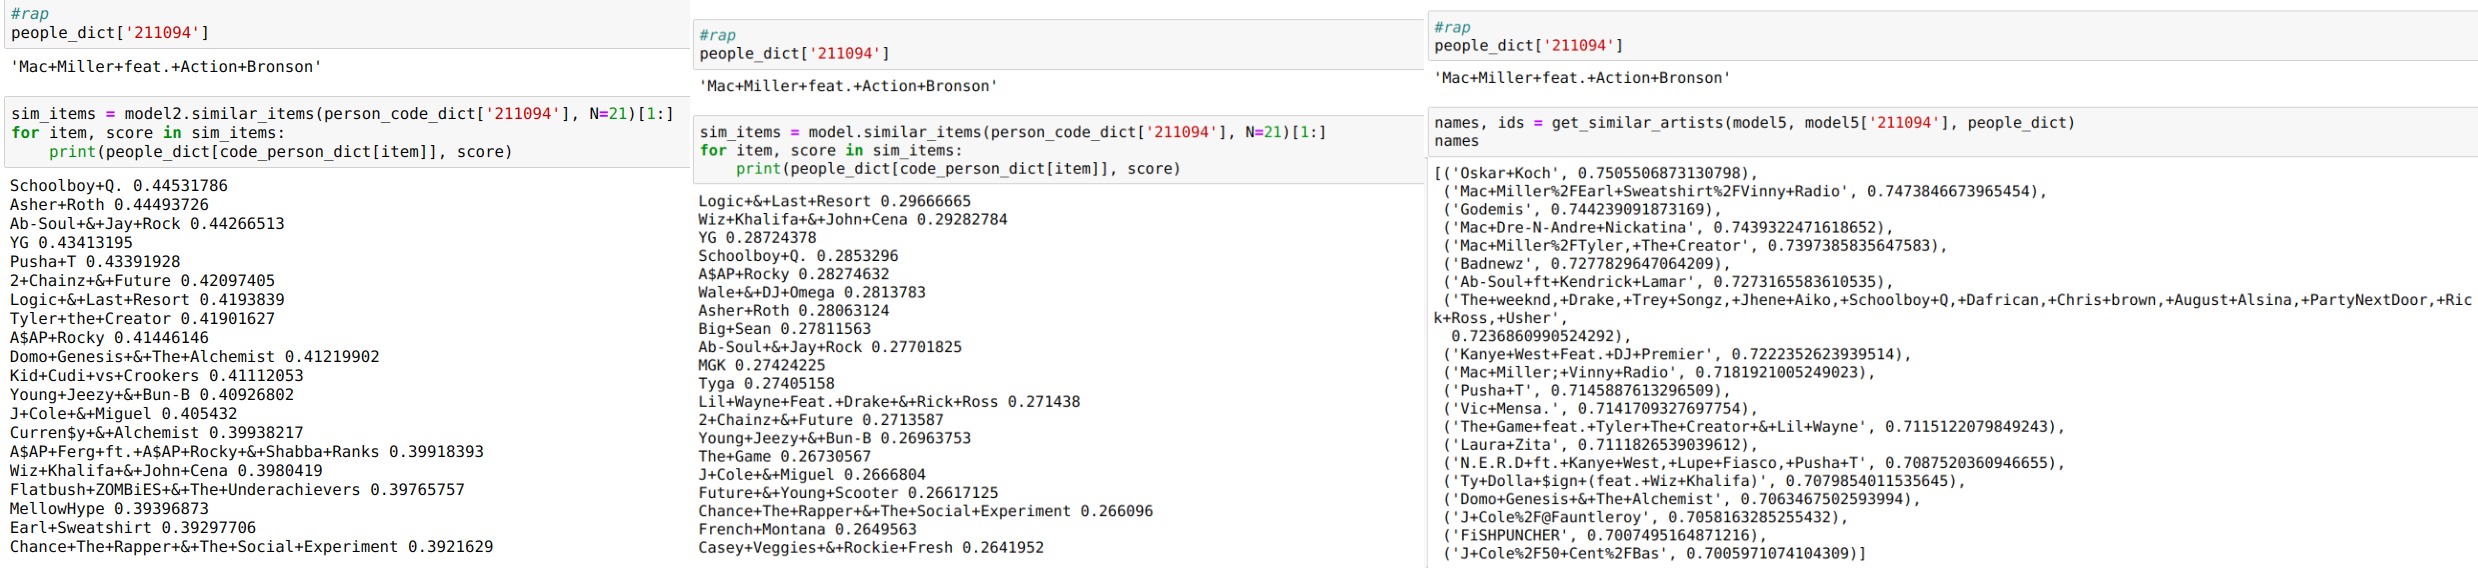 #rap
people_dict['211094']
'Mac+Miller+feat.+Action+Bronson'
sim_items = model2.similar_items(person_code_dict['211094'], N=21)[1:]
for item, score in sim_items:
    print(people_dict[code_person_dict[item]], score)
Schoolboy+Q. 0.44531786
Asher+Roth 0.44493726
Ab-Soul+&+Jay+Rock 0.44266513
YG 0.43413195
Pusha+T 0.43391928
2+Chainz+&+Future 0.42097405
Logic+&+Last+Resort 0.4193839
Tyler+the+Creator 0.41901627
A$AP+Rocky 0.41446146
Domo+Genesis+&+The+Alchemist 0.41219902
Kid+Cudi+vs+Crookers 0.41112053
Young+Jeezy+&+Bun-B 0.40926802
J+Cole+&+Miguel 0.405432
Curren$y+&+Alchemist 0.39938217
A$AP+Ferg+ft.+A$AP+Rocky+&+Shabba+Ranks 0.39918393
Wiz+Khalifa+&+John+Cena 0.3980419
Flatbush+ZOMBiES+&+The+Underachievers 0.39765757
MellowHype 0.39396873
Earl+Sweatshirt 0.39297706
Chance+The+Rapper+&+The+Social+Experiment 0.3921629
#rap
people_dict['211094']
'Mac+Miller+feat.+Action+Bronson'
sim_items = model.similar_items(person_code_dict['211094'], N=21)[1:]
for item, score in sim_items:
    print(people_dict[code_person_dict[item]], score)
Logic+&+Last+Resort 0.29666665
Wiz+Khalifa+&+John+Cena 0.29282784
YG 0.28724378
Schoolboy+Q. 0.2853296
A$AP+Rocky 0.28274632
Wale+&+DJ+Omega 0.2813783
Asher+Roth 0.28063124
Big+Sean 0.27811563
Ab-Soul+&+Jay+Rock 0.27701825
MGK 0.27424225
Tyga 0.27405158
Lil+Wayne+Feat.+Drake+&+Rick+Ross 0.271438
2+Chainz+&+Future 0.2713587
Young+Jeezy+&+Bun-B 0.26963753
The+Game 0.26730567
J+Cole+&+Miguel 0.2666804
Future+&+Young+Scooter 0.26617125
Chance+The+Rapper+&+The+Social+Experiment 0.266096
French+Montana 0.2649563
Casey+Veggies+&+Rockie+Fresh 0.2641952
#rap
people_dict['211094']
'Mac+Miller+feat.+Action+Bronson'
names, ids = get_similar_artists(model5, model5['211094'], people_dict)
names
[('Oskar+Koch', 0.7505506873130798),
 ('Mac+Miller%2FEarl+Sweatshirt%2FVinny+Radio', 0.7473846673965454),
 ('Godemis', 0.744239091873169),
 ('Mac+Dre-N-Andre+Nickatina', 0.7439322471618652),
 ('Mac+Miller%2FTyler,+The+Creator', 0.7397385835647583),
 ('Badnewz', 0.7277829647064209),
 ('Ab-Soul+ft+Kendrick+Lamar', 0.7273165583610535),
 ('The+weeknd,+Drake,+Trey+Songz,+Jhene+Aiko,+Schoolboy+Q,+Dafrican,+Chris+brown,+August+Alsina,+PartyNextDoor,+Ric
k+Ross,+Usher',
  0.7236860990524292),
 ('Kanye+West+Feat.+DJ+Premier', 0.7222352623939514),
 ('Mac+Miller;+Vinny+Radio', 0.7181921005249023),
 ('Pusha+T', 0.7145887613296509),
 ('Vic+Mensa.', 0.7141709327697754),
 ('The+Game+feat.+Tyler+The+Creator+&+Lil+Wayne', 0.7115122079849243),
 ('Laura+Zita', 0.7111826539039612),
 ('N.E.R.D+ft.+Kanye+West,+Lupe+Fiasco,+Pusha+T', 0.7087520360946655),
 ('Ty+Dolla+$ign+(feat.+Wiz+Khalifa)', 0.7079854011535645),
 ('Domo+Genesis+&+The+Alchemist', 0.7063467502593994),
 ('J+Cole%2F@Fauntleroy', 0.7058163285255432),
 ('FiSHPUNCHER', 0.7007495164871216),
 ('J+Cole%2F50+Cent%2FBas', 0.7005971074104309)]